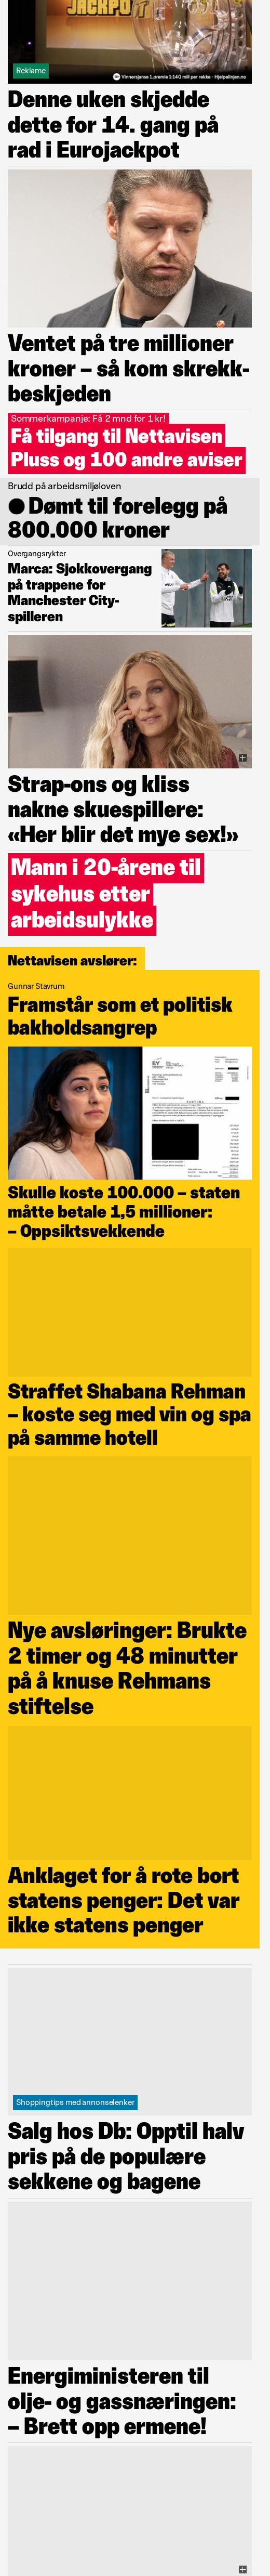 JACKPOT
Reklame
Vinnersjanse 1.premie 1:140 mill per rekke - Hjelpelinjen.no
Denne uken skjedde
dette for 14. gang på
rad i Eurojackpot
Ventet på tre millioner
kroner – så kom skrekk-
beskjeden
Sommerkampanje: Få 2 mnd for 1 kr!
Få tilgang til Nettavisen
Pluss og 100 andre aviser
Brudd på arbeidsmiljøloven
Dømt til forelegg på
800.000 kroner
Overgangsrykter
Marca: Sjokkovergang
på trappene for
Manchester City-
spilleren
Strap-ons og kliss
nakne skuespillere:
«Her blir det mye sex!»
Mann i 20-årene til
sykehus etter
arbeidsulykke
Nettavisen avslører:
Gunnar Stavrum
Framstår som et politisk
bakholdsangrep
EV
FAKTURA
Skulle koste 100.000 – staten
måtte betale 1,5 millioner:
– Oppsiktsvekkende
Straffet Shabana Rehman
– koste seg med vin og spa
på samme hotell
Nye avsløringer: Brukte
2 timer og 48 minutter
på å knuse Rehmans
stiftelse
Anklaget for å rote bort
statens penger: Det var
ikke statens penger
Shoppingtips med annonselenker
Salg hos Db: Opptil halv
pris på de populære
sekkene og bagene
Energiministeren til
olje- og gassnæringen:
– Brett opp ermene!